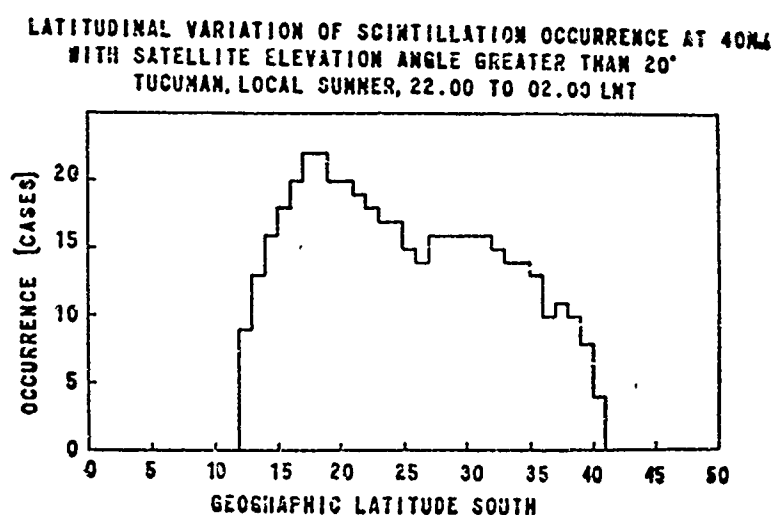 LATITUDINAL VARIATION OF SCINTILLATION OCCURRENCE AT
WITH SATELLITE ELEVATION ANGLE GREATER THAN 20°
TUCUMAN, LOCAL SUMMER, 22.00 TO 02.00 LMT
OCCURRENCE [CASES]
20
15
10
5
0
0 5 10 15 20 25 30 35 40 45 50
GEOGRAPHIC LATITUDE SOUTH